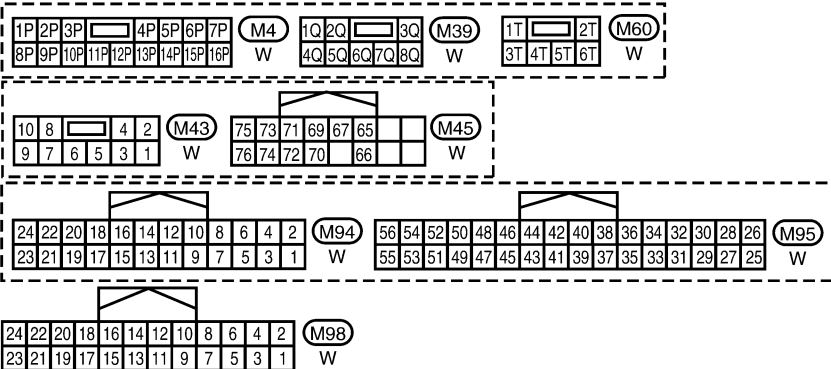 1P 2P 3P 4P 5P 6P 7P M4 1Q 2Q 3Q M39 1T 2T M60
8P 9P 10P 11P 12P 13P 14P 15P 16P W 4Q 5Q 6Q 7Q 8Q W 3T 4T 5T 6T W
10 8 4 2 M43 75 73 71 69 67 65 M45
9 7 6 5 3 1 W 76 74 72 70 66 W
24 22 20 18 16 14 12 10 8 6 4 2 M94 56 54 52 50 48 46 44 42 40 38 36 34 32 30 28 26 M95
23 21 19 17 15 13 11 9 7 5 3 1 W 55 53 51 49 47 45 43 41 39 37 35 33 31 29 27 25 W
24 22 20 18 16 14 12 10 8 6 4 2 M98
23 21 19 17 15 13 11 9 7 5 3 1 W